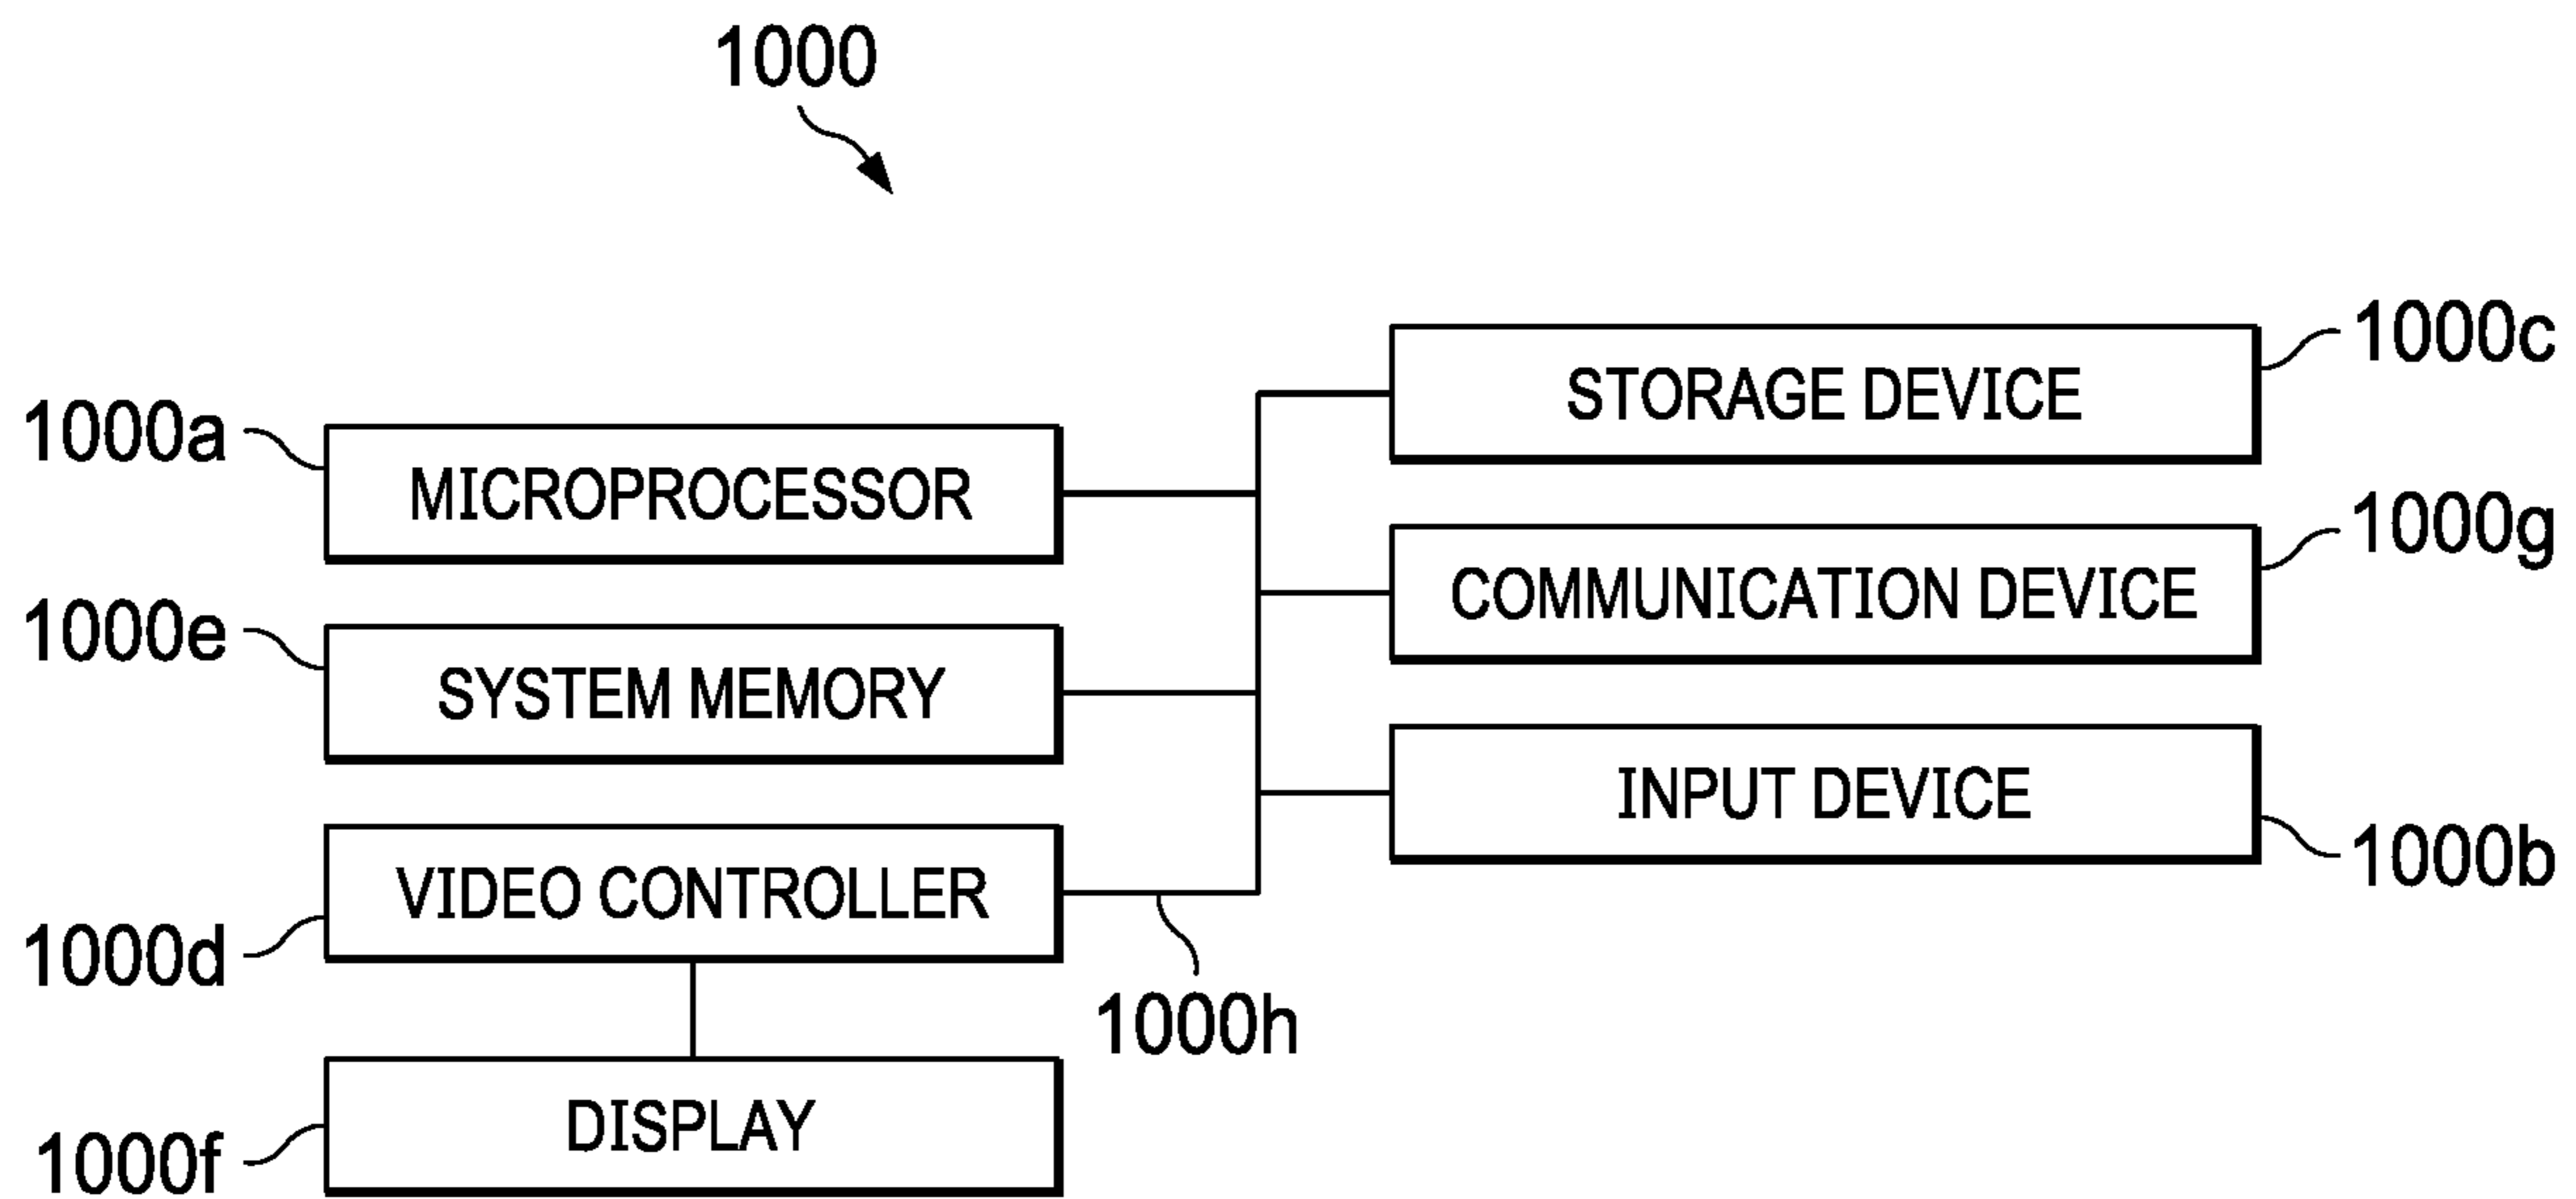 1000
1000c
STORAGE DEVICE
1000a
MICROPROCESSOR
1000g
COMMUNICATION DEVICE
1000e
SYSTEM MEMORY
INPUT DEVICE
1000b
VIDEO CONTROLLER
1000d
1000h
DISPLAY
1000f